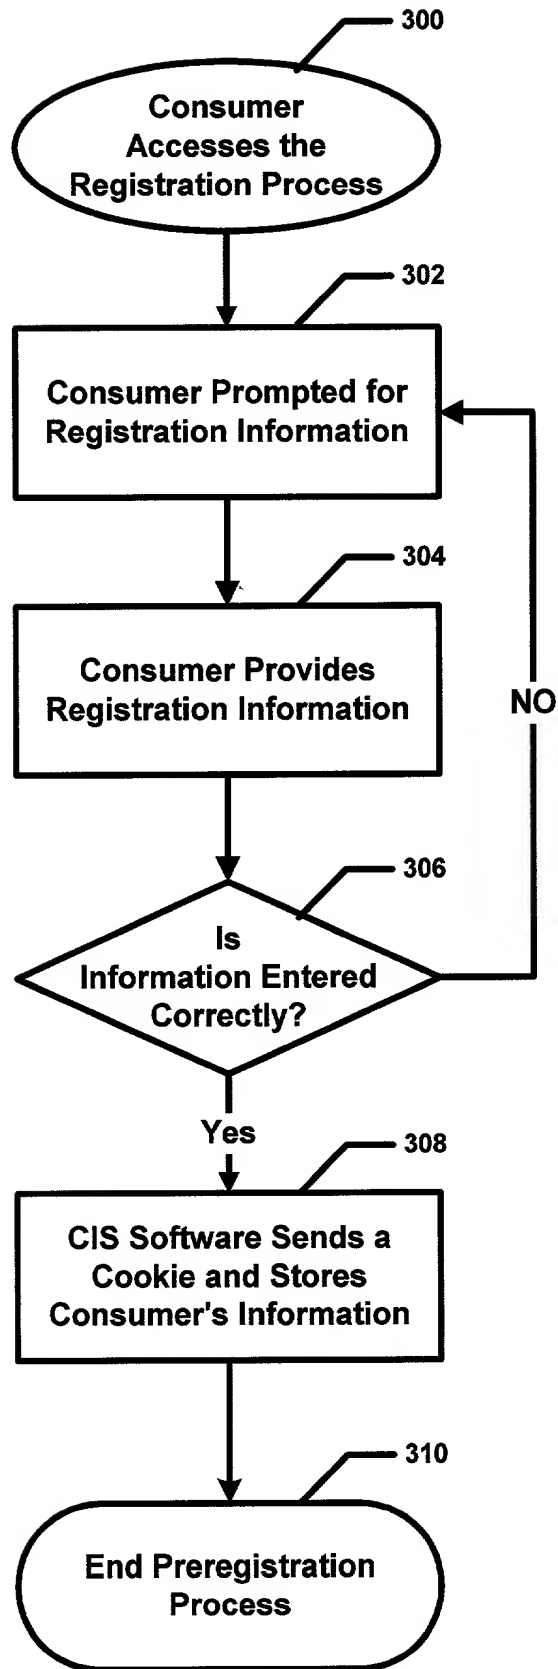 300
Consumer
Accesses the
Registration Process
302
Consumer Prompted for
Registration Information
304
Consumer Provides
Registration Information
NO
306
Is
Information Entered
Correctly?
Yes
308
CIS Software Sends a
Cookie and Stores
Consumer's Information
310
End Preregistration
Process